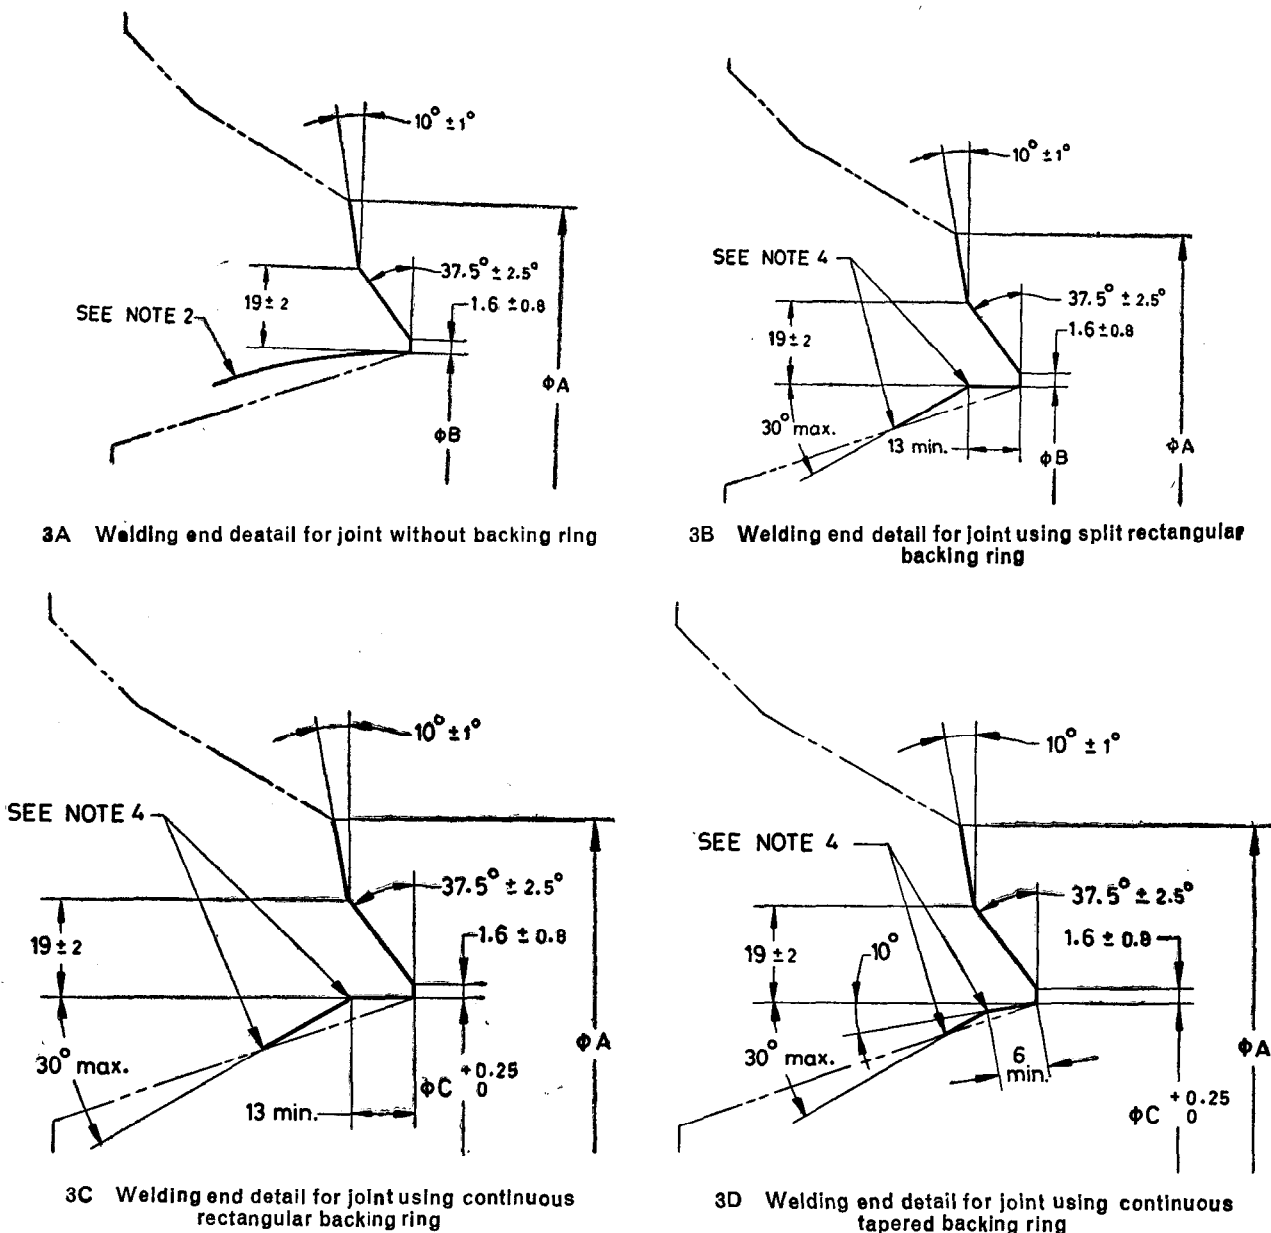 10° ± 1°
37.5° ± 2.5°
19 ± 2
1.6 ± 0.8
SEE NOTE 2
ϕA
ϕB
3A Welding end deatail for joint without backing ring
10° ± 1°
SEE NOTE 4
37.5° ± 2.5°
19 ± 2
1.6 ± 0.8
30° max.
13 min.
ϕB
ϕA
3B Welding end detail for joint using split rectangular
backing ring
10° ± 1°
SEE NOTE 4
37.5° ± 2.5°
19 ± 2
1.6 ± 0.8
ϕA
30° max.
ϕC +0.25
0
13 min.
3C Welding end detail for joint using continuous
rectangular backing ring
10° ± 1°
SEE NOTE 4
37.5° ± 2.5°
1.6 ± 0.8
19 ± 2
10°
30° max.
6
min.
ϕA
ϕC +0.25
0
3D Welding end detail for joint using continuous
tapered backing ring